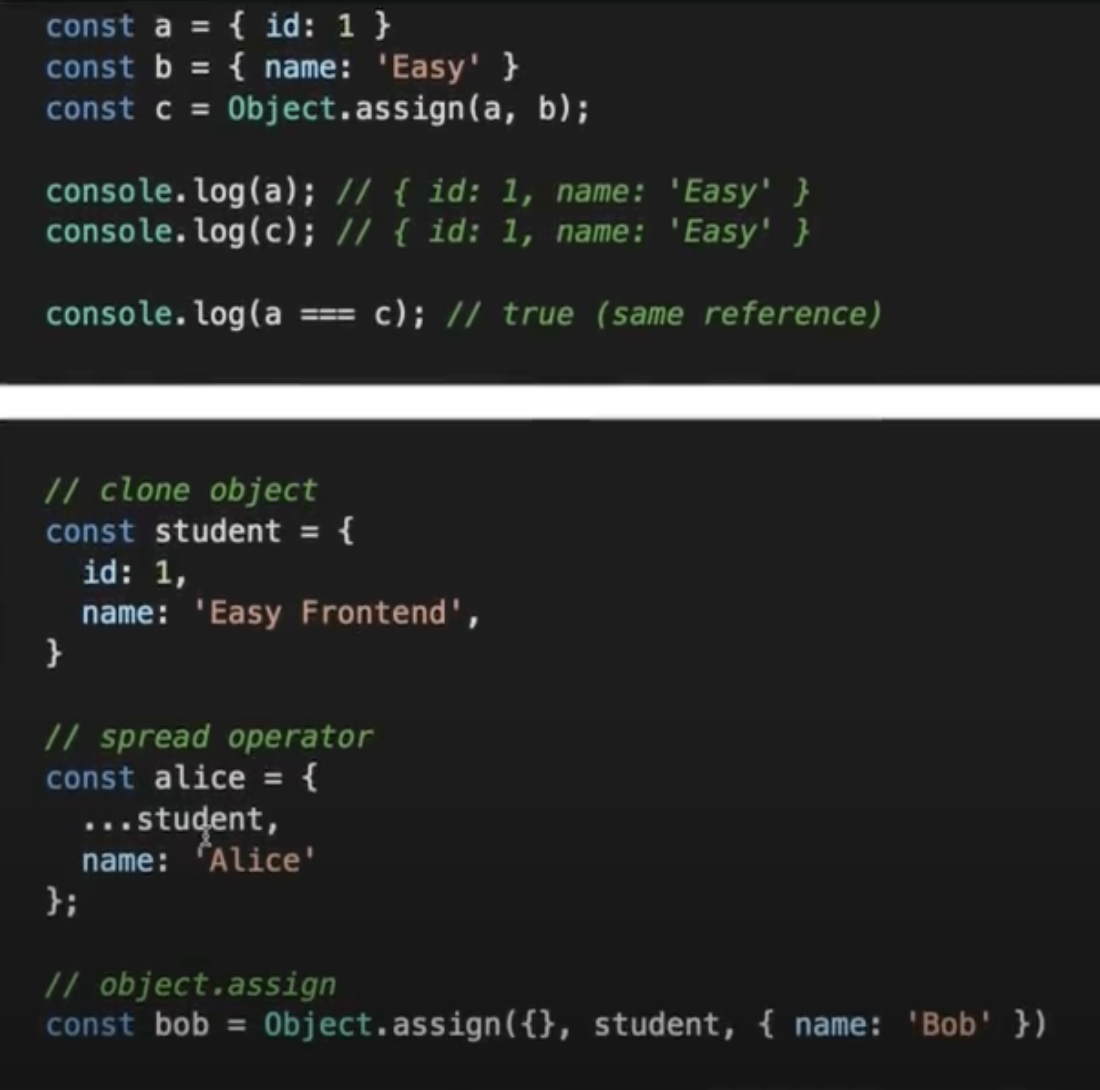 const a = { id: 1 }
const b = { name: 'Easy' }
const c = Object.assign(a, b);
console.log(a); // { id: 1, name: 'Easy' }
console.log(c); // { id: 1, name: 'Easy' }
console.log(a === c); // true (same reference)
// clone object
const student = {
  id: 1,
  name: 'Easy Frontend',
}
// spread operator
const alice = {
  ...student,
  name: 'Alice'
};
// object.assign
const bob = Object.assign({}, student, { name: 'Bob' })